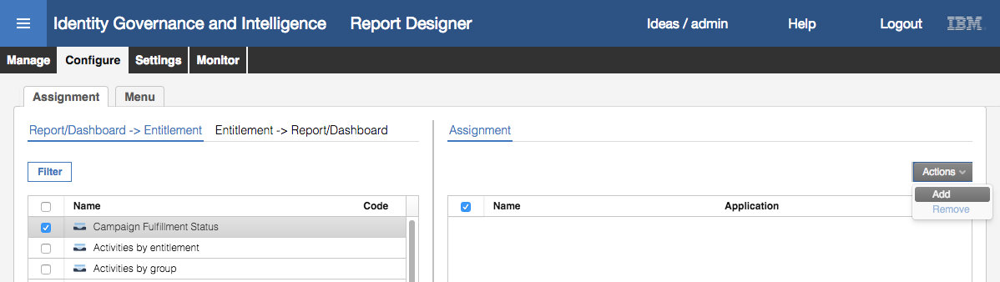 Identity Governance and Intelligence Report Designer Ideas / admin Help Logout IBM
Manage Configure Settings Monitor
Assignment Menu
Report/Dashboard -> Entitlement Entitlement -> Report/Dashboard Assignment
Filter Actions
Add
Name Code Name Application
Remove
Campaign Fulfillment Status
Activities by entitlement
Activities by group